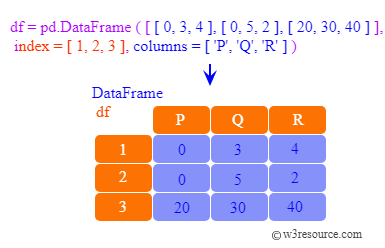 df = pd.DataFrame ( [ [ 0, 3, 4 ], [ 0, 5, 2 ], [ 20, 30, 40 ] ],
index = [ 1, 2, 3 ], columns = [ 'P', 'Q', 'R' ] )
DataFrame
df
P Q R
1 0 3 4
2 0 5 2
3 20 30 40
© w3resource.com